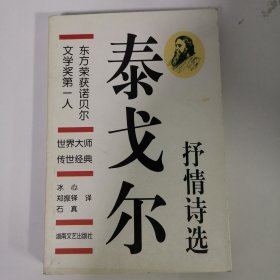 东方荣获诺贝尔
文学奖第一人
世界大师
传世经典
冰心
郑振铎 译
石真
湖南文艺出版社
泰戈尔
抒情诗选